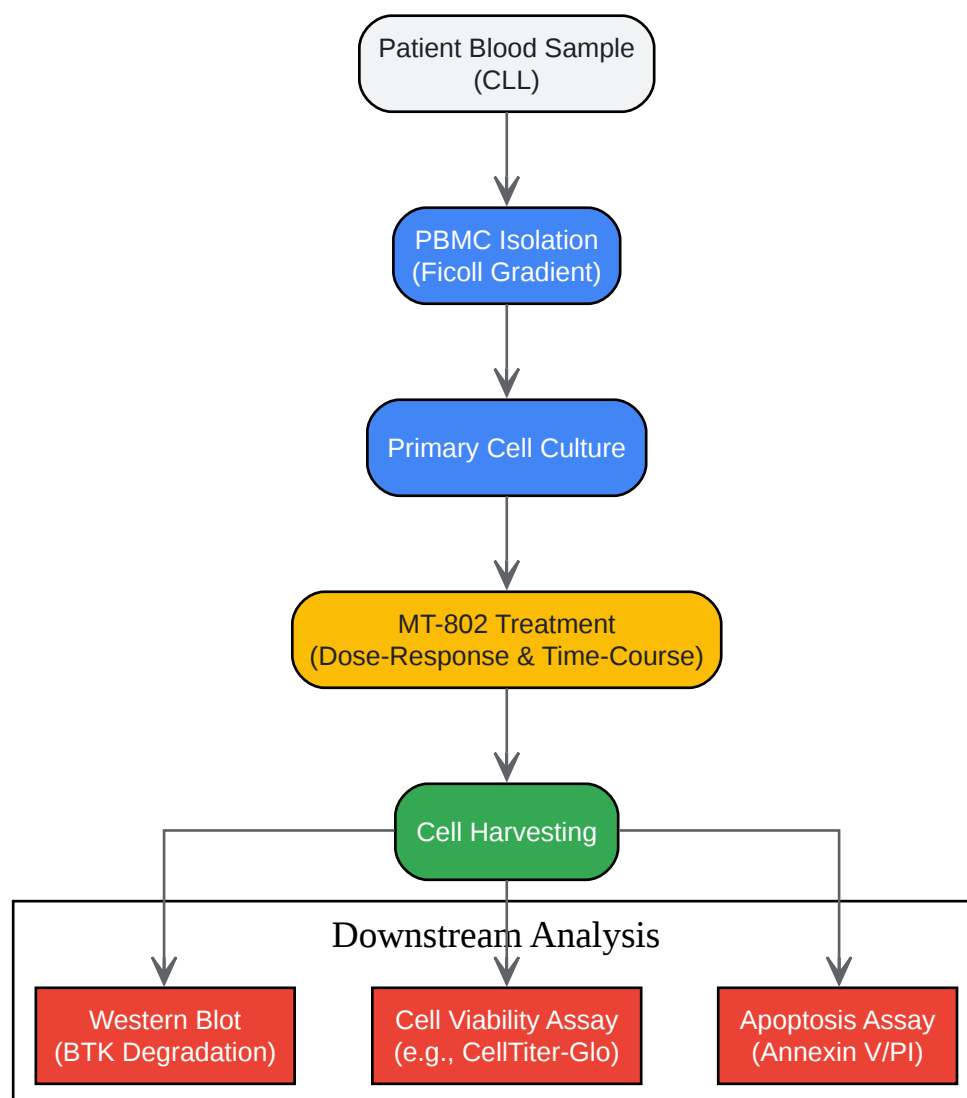 Patient Blood Sample
(CLL)
PBMC Isolation
(Ficoll Gradient)
Primary Cell Culture
MT-802 Treatment
(Dose-Response & Time-Course)
Cell Harvesting
Downstream Analysis
Western Blot
(BTK Degradation)
Cell Viability Assay
(e.g., CellTiter-Glo)
Apoptosis Assay
(Annexin V/PI)